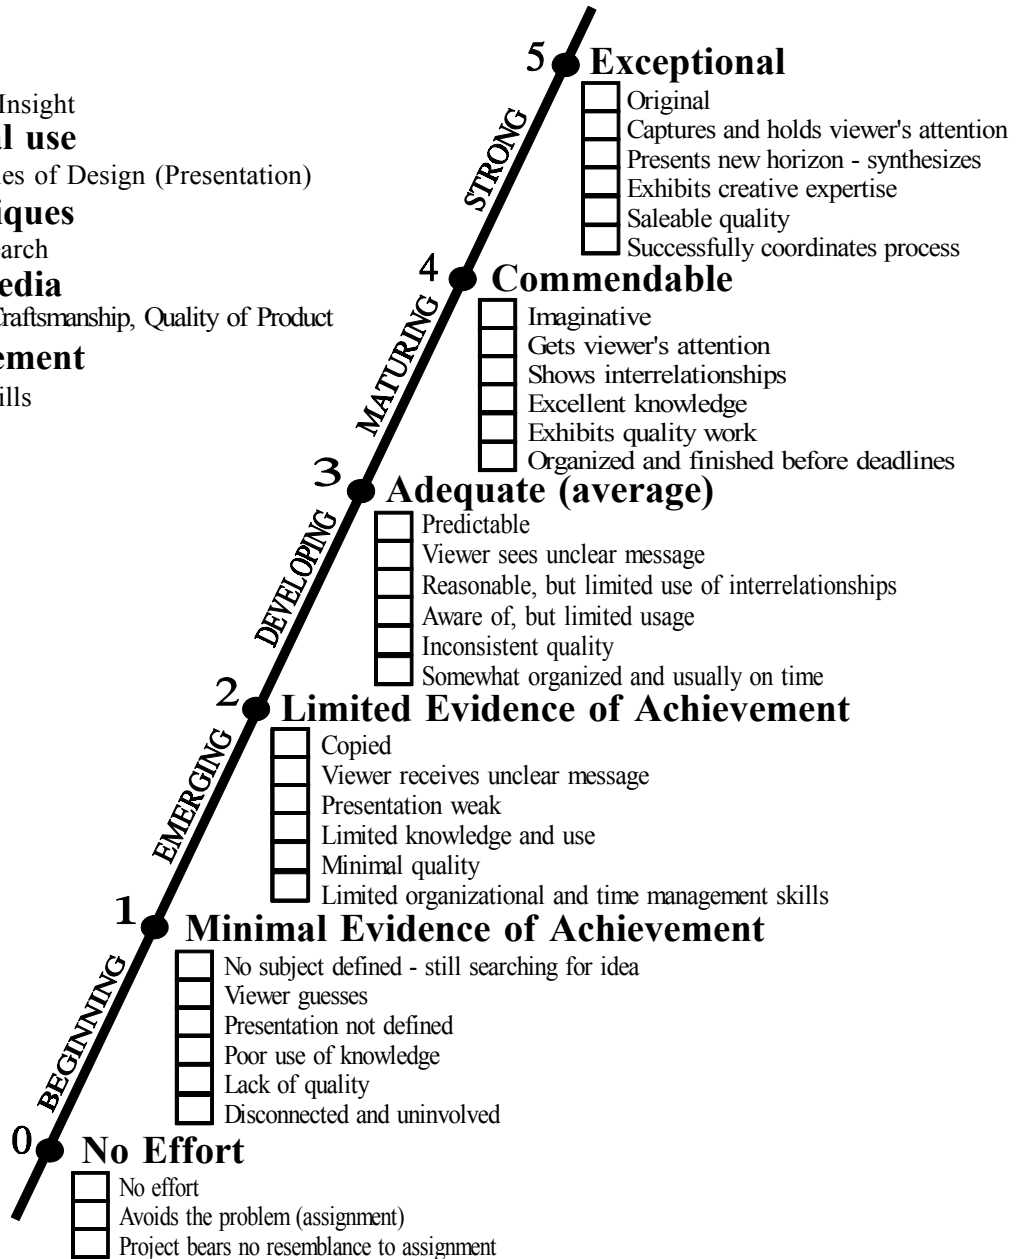 Insight
al use
les of Design (Presentation)
iques
earch
edia
Craftsmanship, Quality of Product
ement
ills
5 Exceptional
Original
Captures and holds viewer's attention
Presents new horizon - synthesizes
Exhibits creative expertise
Saleable quality
Successfully coordinates process
STRONG
4 Commendable
Imaginative
Gets viewer's attention
Shows interrelationships
Excellent knowledge
Exhibits quality work
Organized and finished before deadlines
MATURING
3 Adequate (average)
Predictable
Viewer sees unclear message
Reasonable, but limited use of interrelationships
Aware of, but limited usage
Inconsistent quality
Somewhat organized and usually on time
DEVELOPING
2 Limited Evidence of Achievement
Copied
Viewer receives unclear message
Presentation weak
Limited knowledge and use
Minimal quality
Limited organizational and time management skills
EMERGING
1 Minimal Evidence of Achievement
No subject defined - still searching for idea
Viewer guesses
Presentation not defined
Poor use of knowledge
Lack of quality
Disconnected and uninvolved
BEGINNING
0 No Effort
No effort
Avoids the problem (assignment)
Project bears no resemblance to assignment